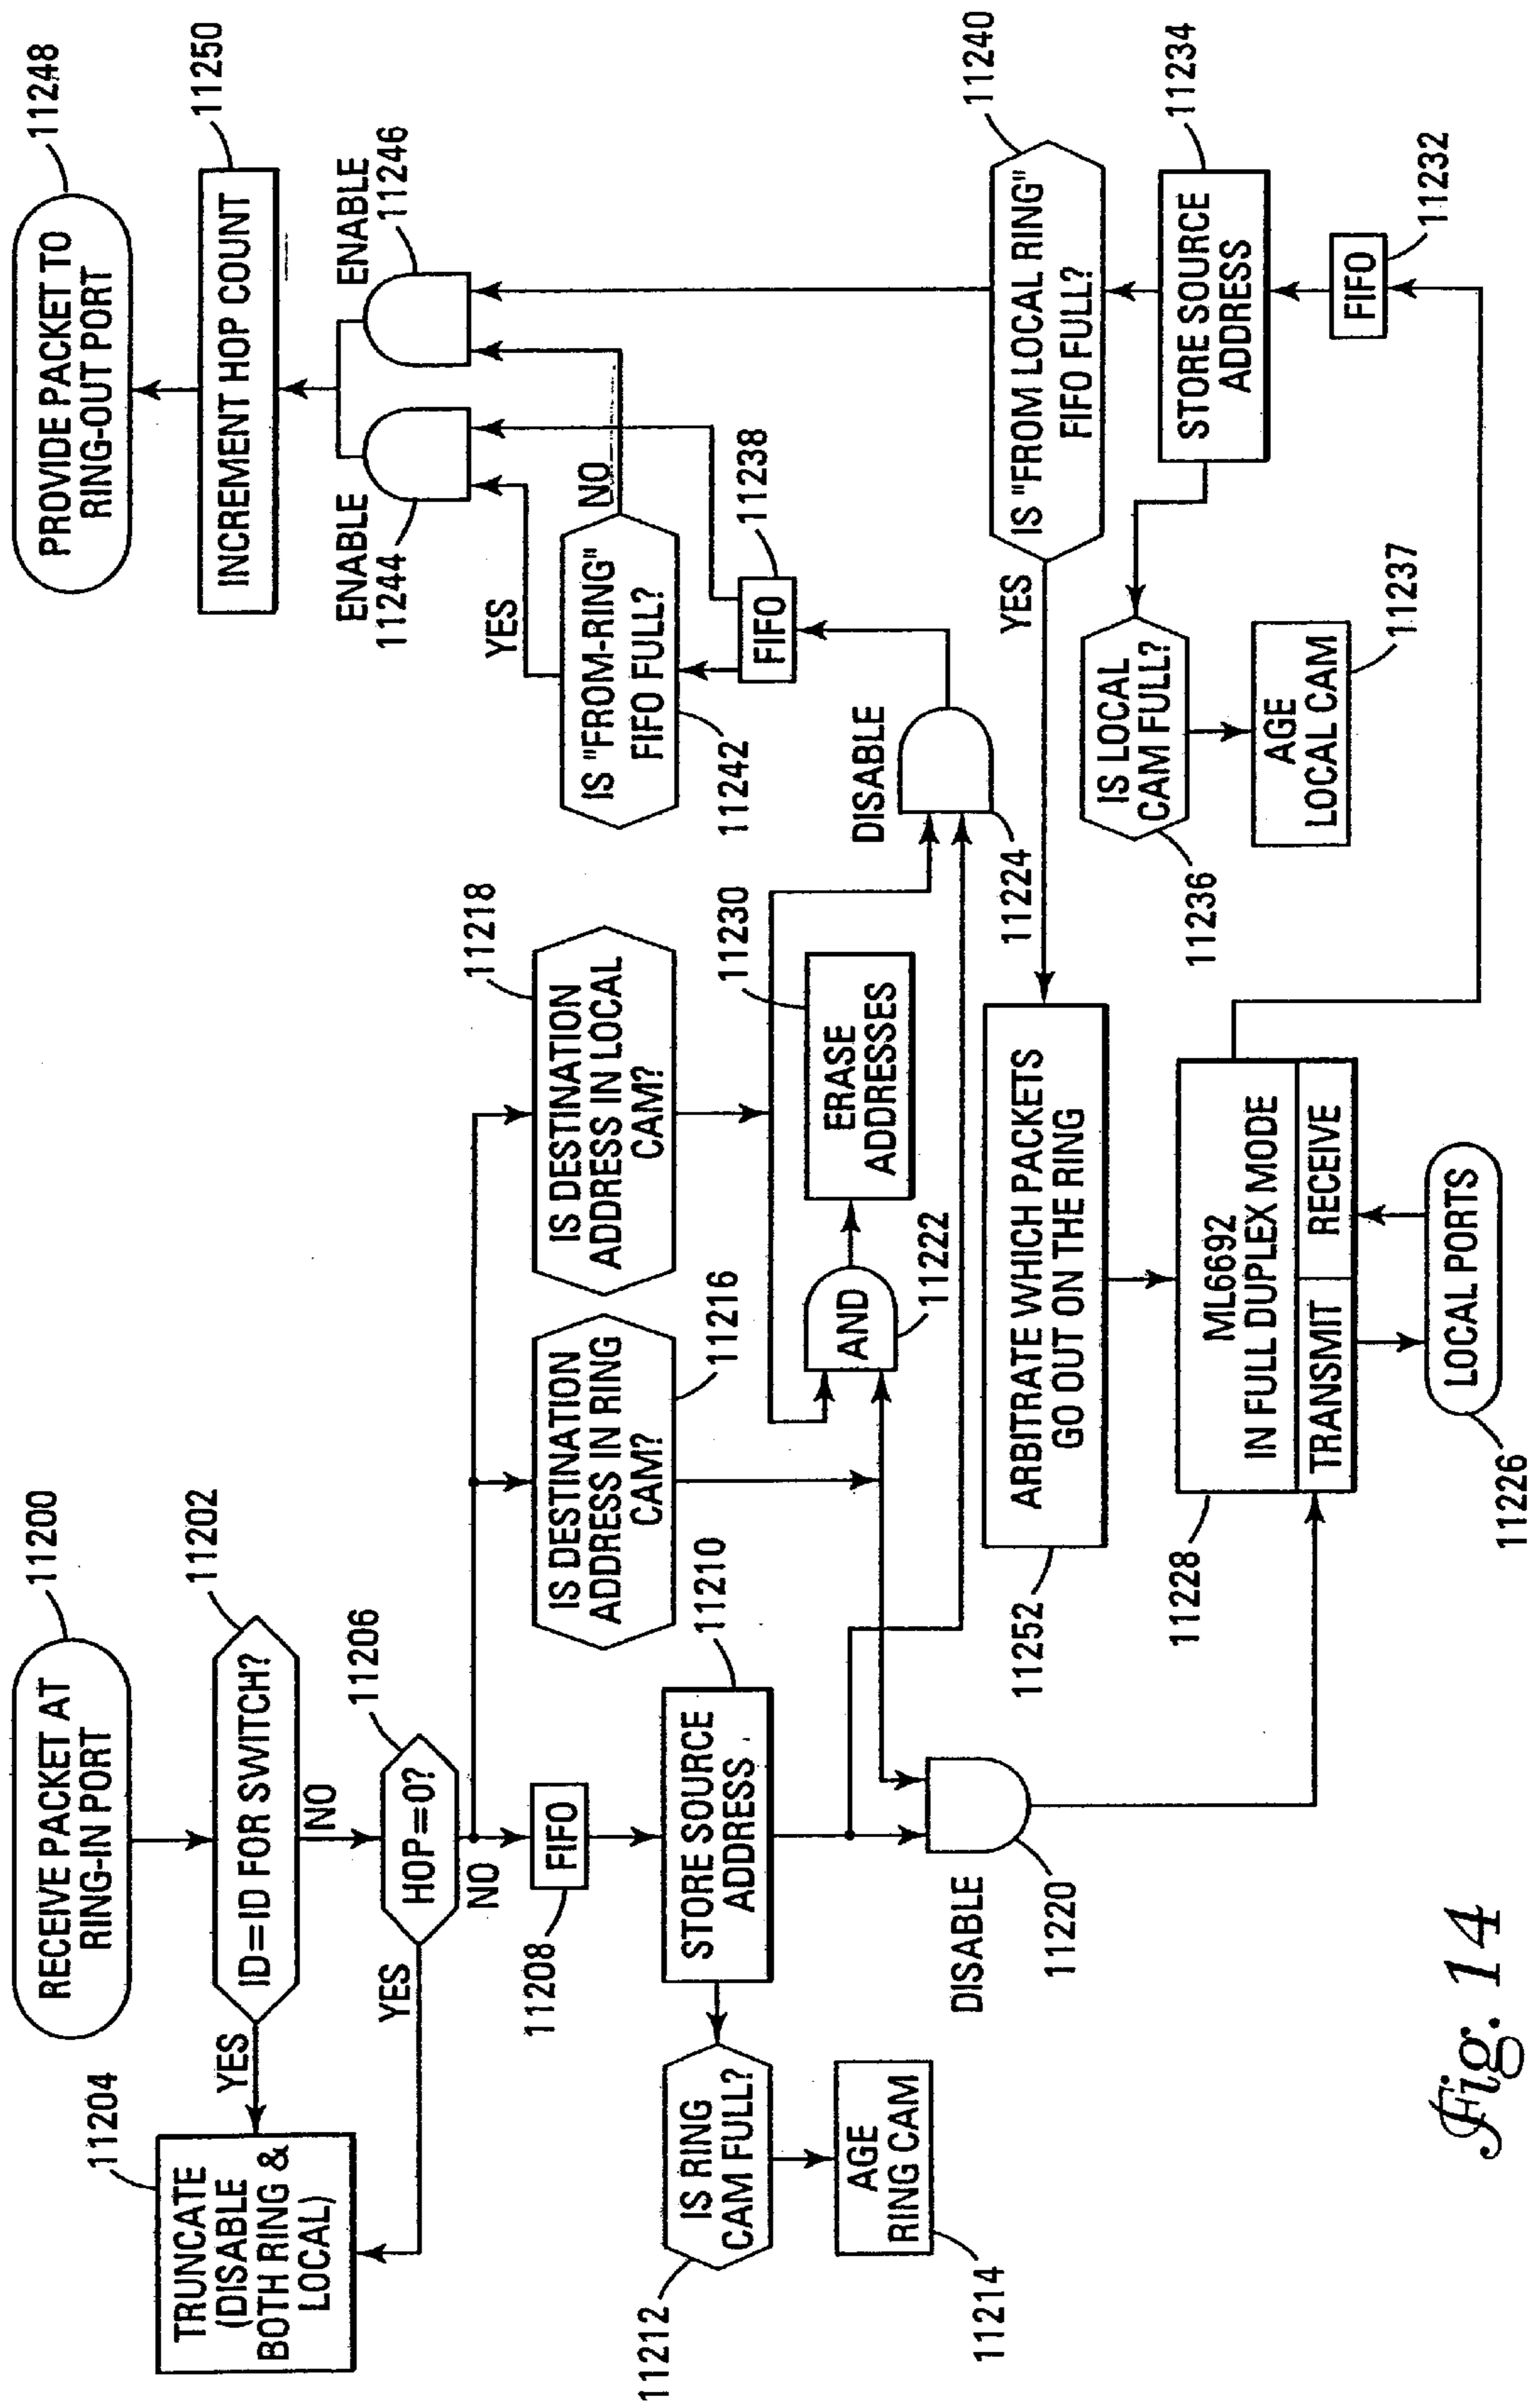 RECEIVE PACKET AT
RING-IN PORT
11200
ID=ID FOR SWITCH?
11202
YES
NO
TRUNCATE
(DISABLE
BOTH RING &
LOCAL)
11204
HOP=0?
11206
YES
NO
FIFO
11208
STORE SOURCE
ADDRESS
11210
IS RING
CAM FULL?
11212
AGE
RING CAM
11214
IS DESTINATION
ADDRESS IN RING
CAM?
11216
IS DESTINATION
ADDRESS IN LOCAL
CAM?
11218
DISABLE
11220
AND
11222
ERASE
ADDRESSES
11230
DISABLE
11224
FIFO
11238
IS "FROM-RING"
FIFO FULL?
11242
YES
NO
ENABLE
11244
ENABLE
11246
INCREMENT HOP COUNT
11250
PROVIDE PACKET TO
RING-OUT PORT
11248
ARBITRATE WHICH PACKETS
GO OUT ON THE RING
11252
ML6692
IN FULL DUPLEX MODE
TRANSMIT
RECEIVE
11228
LOCAL PORTS
11226
YES
IS "FROM LOCAL RING"
FIFO FULL?
11240
STORE SOURCE
ADDRESS
11234
FIFO
11232
IS LOCAL
CAM FULL?
11236
AGE
LOCAL CAM
11237
Fig. 14